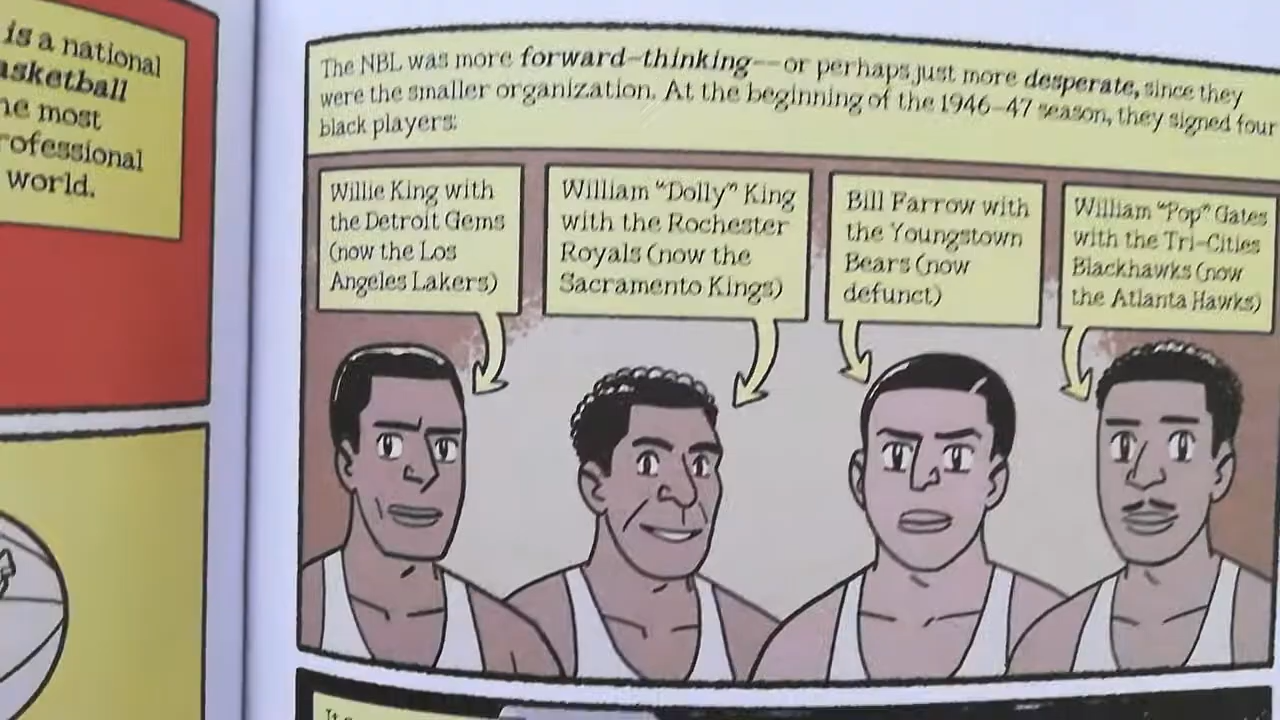 is a national
asketball
he most
rofessional
world.
The NBL was more forward-thinking--or perhaps just more desperate, since they
were the smaller organization. At the beginning of the 1946-47 season, they signed four
black players:
Willie King with
the Detroit Gems
(now the Los
Angeles Lakers)
William "Dolly" King
with the Rochester
Royals (now the
Sacramento Kings)
Bill Farrow with
the Youngstown
Bears (now
defunct)
William "Pop" Gates
with the Tri-Cities
Blackhawks (now
the Atlanta Hawks)